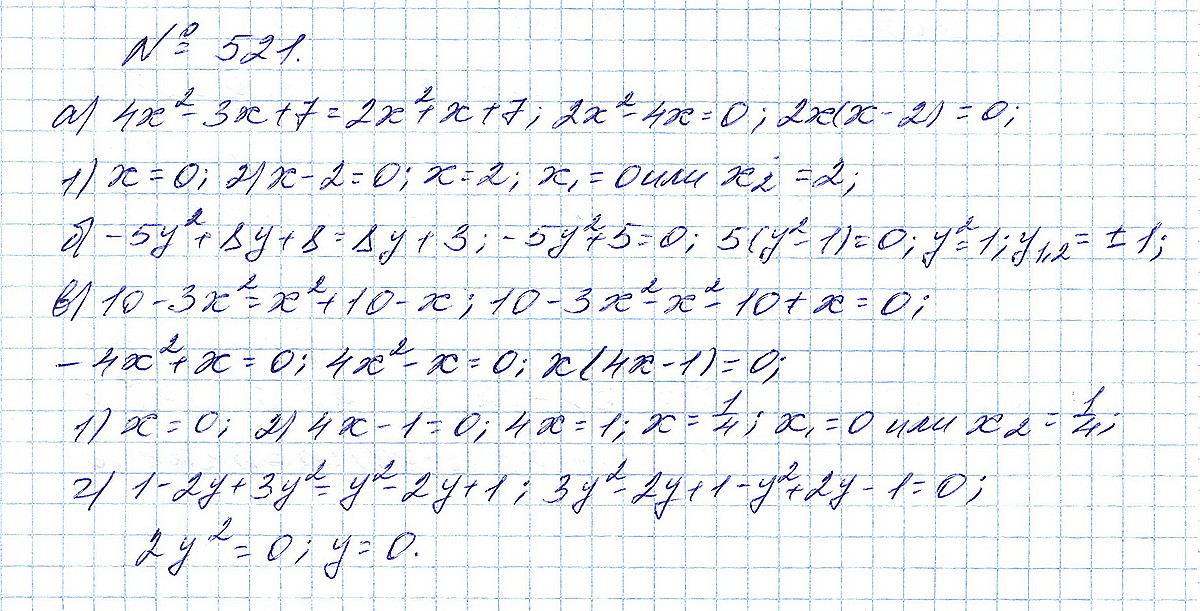 № 521.
а) 4x² - 3x + 7 = 2x² + x + 7; 2x² - 4x = 0; 2x(x - 2) = 0;
1) x = 0; 2) x - 2 = 0; x = 2; x₁ = 0 или x₂ = 2;
б) -5y² + 8y + 8 = 8y + 3; -5y² + 5 = 0; 5(y² - 1) = 0; y² = 1; y₁,₂ = ± 1;
в) 10 - 3x² = x² + 10 - x; 10 - 3x² - x² - 10 + x = 0;
- 4x² + x = 0; 4x² - x = 0; x(4x - 1) = 0;
1) x = 0; 2) 4x - 1 = 0; 4x = 1; x = 1/4; x₁ = 0 или x₂ = 1/4;
г) 1 - 2y + 3y² = y² - 2y + 1; 3y² - 2y + 1 - y² + 2y - 1 = 0;
2y² = 0; y = 0.